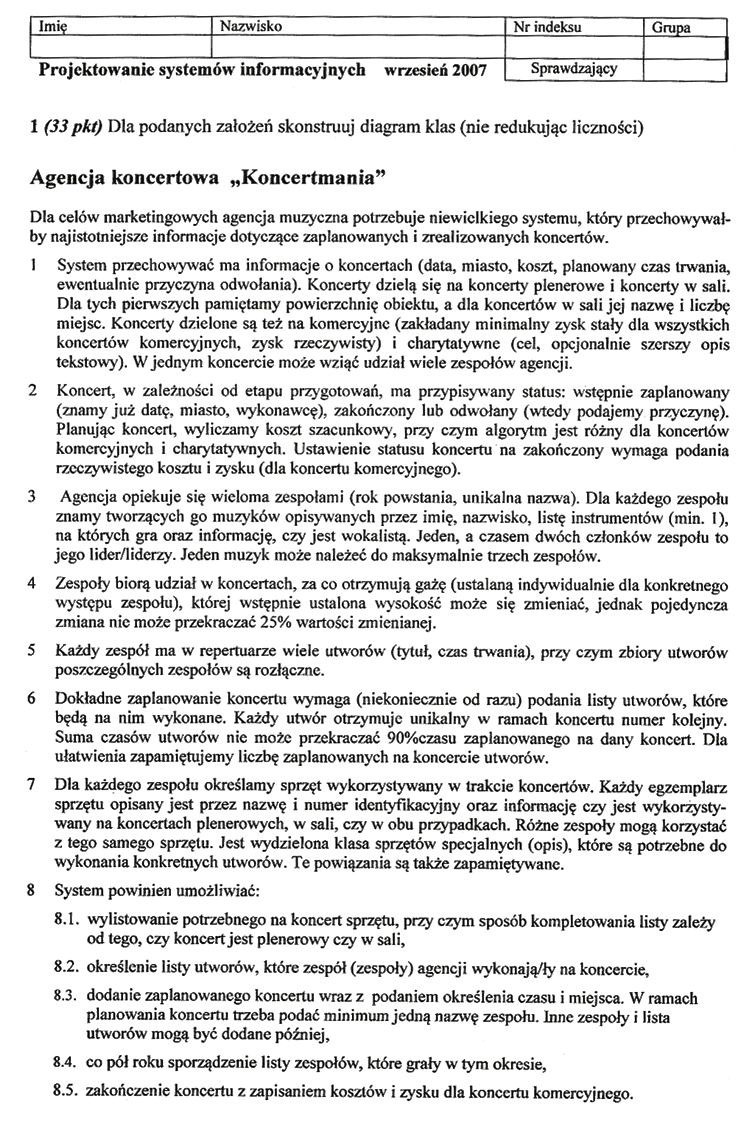 Imię Nazwisko Nr indeksu Grupa
Projektowanie systemów informacyjnych wrzesień 2007 Sprawdzający
1 (33 pkt) Dla podanych założeń skonstruuj diagram klas (nie redukując liczności)
Agencja koncertowa „Koncertmania”
Dla celów marketingowych agencja muzyczna potrzebuje niewielkiego systemu, który przechowywał-
by najistotniejsze informacje dotyczące zaplanowanych i zrealizowanych koncertów.
1 System przechowywać ma informacje o koncertach (data, miasto, koszt, planowany czas trwania,
ewentualnie przyczyna odwołania). Koncerty dzielą się na koncerty plenerowe i koncerty w sali.
Dla tych pierwszych pamiętamy powierzchnię obiektu, a dla koncertów w sali jej nazwę i liczbę
miejsc. Koncerty dzielone są też na komercyjne (zakładany minimalny zysk stały dla wszystkich
koncertów komercyjnych, zysk rzeczywisty) i charytatywne (cel, opcjonalnie szerszy opis
tekstowy). W jednym koncercie może wziąć udział wiele zespołów agencji.
2 Koncert, w zależności od etapu przygotowań, ma przypisywany status: wstępnie zaplanowany
(znamy już datę, miasto, wykonawcę), zakończony lub odwołany (wtedy podajemy przyczynę).
Planując koncert, wyliczamy koszt szacunkowy, przy czym algorytm jest różny dla koncertów
komercyjnych i charytatywnych. Ustawienie statusu koncertu na zakończony wymaga podania
rzeczywistego kosztu i zysku (dla koncertu komercyjnego).
3 Agencja opiekuje się wieloma zespołami (rok powstania, unikalna nazwa). Dla każdego zespołu
znamy tworzących go muzyków opisywanych przez imię, nazwisko, listę instrumentów (min. 1),
na których gra oraz informację, czy jest wokalistą. Jeden, a czasem dwóch członków zespołu to
jego lider/liderzy. Jeden muzyk może należeć do maksymalnie trzech zespołów.
4 Zespoły biorą udział w koncertach, za co otrzymują gażę (ustalaną indywidualnie dla konkretnego
występu zespołu), której wstępnie ustalona wysokość może się zmieniać, jednak pojedyncza
zmiana nie może przekraczać 25% wartości zmienianej.
5 Każdy zespół ma w repertuarze wiele utworów (tytuł, czas trwania), przy czym zbiory utworów
poszczególnych zespołów są rozłączne.
6 Dokładne zaplanowanie koncertu wymaga (niekoniecznie od razu) podania listy utworów, które
będą na nim wykonane. Każdy utwór otrzymuje unikalny w ramach koncertu numer kolejny.
Suma czasów utworów nie może przekraczać 90%czasu zaplanowanego na dany koncert. Dla
ułatwienia zapamiętujemy liczbę zaplanowanych na koncercie utworów.
7 Dla każdego zespołu określamy sprzęt wykorzystywany w trakcie koncertów. Każdy egzemplarz
sprzętu opisany jest przez nazwę i numer identyfikacyjny oraz informację czy jest wykorzysty-
wany na koncertach plenerowych, w sali, czy w obu przypadkach. Różne zespoły mogą korzystać
z tego samego sprzętu. Jest wydzielona klasa sprzętów specjalnych (opis), które są potrzebne do
wykonania konkretnych utworów. Te powiązania są także zapamiętywane.
8 System powinien umożliwiać:
8.1. wylistowanie potrzebnego na koncert sprzętu, przy czym sposób kompletowania listy zależy
od tego, czy koncert jest plenerowy czy w sali,
8.2. określenie listy utworów, które zespół (zespoły) agencji wykonają/ły na koncercie,
8.3. dodanie zaplanowanego koncertu wraz z podaniem określenia czasu i miejsca. W ramach
planowania koncertu trzeba podać minimum jedną nazwę zespołu. Inne zespoły i lista
utworów mogą być dodane później,
8.4. co pół roku sporządzenie listy zespołów, które grały w tym okresie,
8.5. zakończenie koncertu z zapisaniem kosztów i zysku dla koncertu komercyjnego.